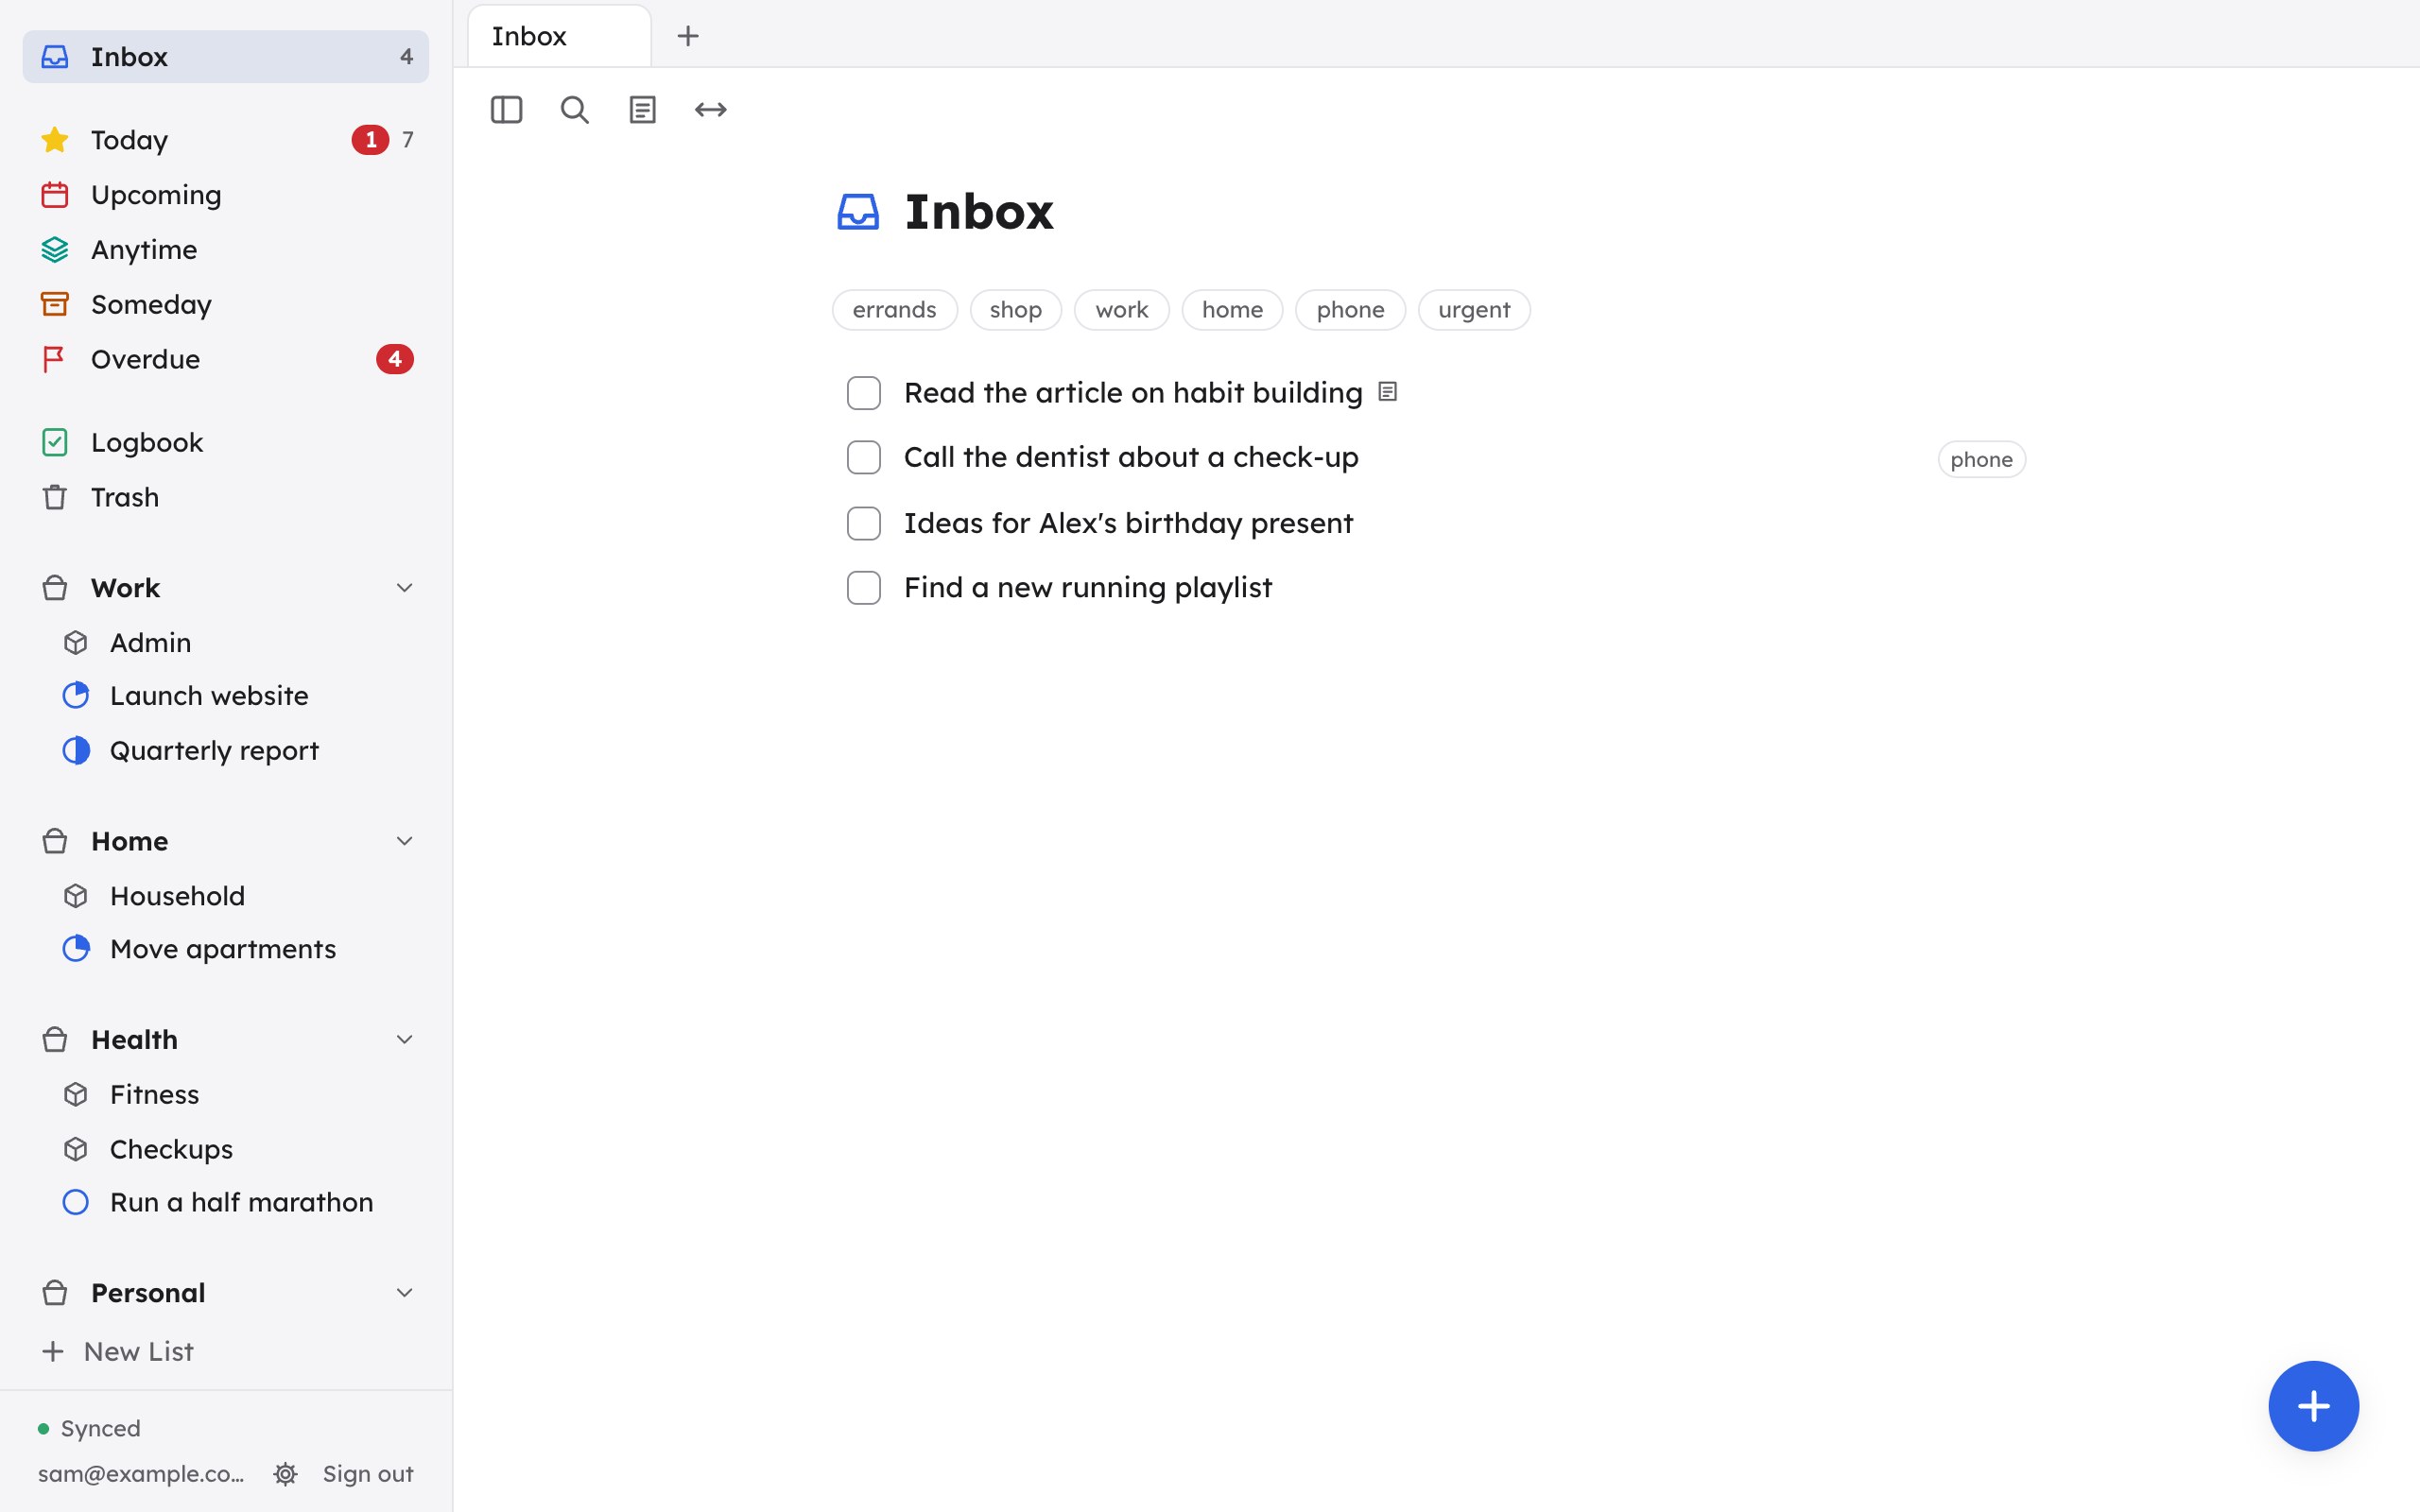 Inbox 4
Today 1 7
Upcoming
Anytime
Someday
Overdue 4
Logbook
Trash
Work
Admin
Launch website
Quarterly report
Home
Household
Move apartments
Health
Fitness
Checkups
Run a half marathon
Personal
New List
Synced
sam@example.co... Sign out
Inbox
Inbox
errands shop work home phone urgent
Read the article on habit building
Call the dentist about a check-up phone
Ideas for Alex's birthday present
Find a new running playlist